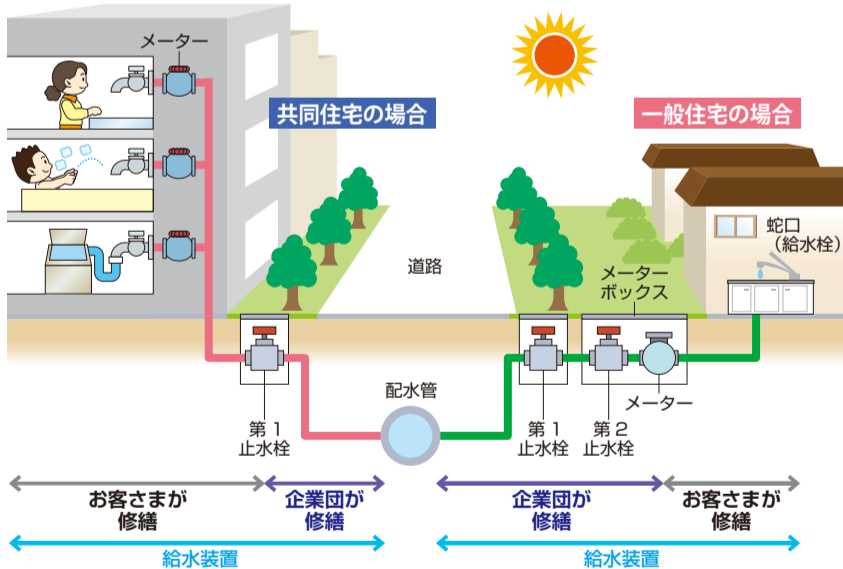 メーター
共同住宅の場合
一般住宅の場合
蛇口
（給水栓）
道路
メーター
ボックス
配水管
メーター
第1
止水栓
第1
止水栓
第2
止水栓
お客さまが
修繕
企業団が
修繕
企業団が
修繕
お客さまが
修繕
給水装置
給水装置